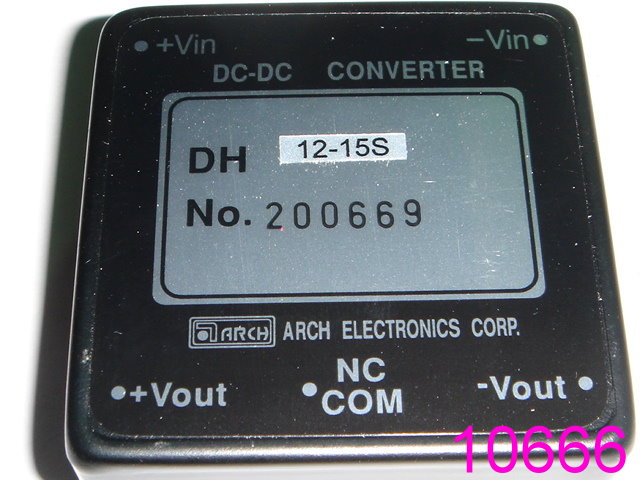 +Vin -Vin
DC-DC CONVERTER
DH 12-15S
No. 200669
ARCH ARCH ELECTRONICS CORP.
NC
+Vout COM -Vout
10666